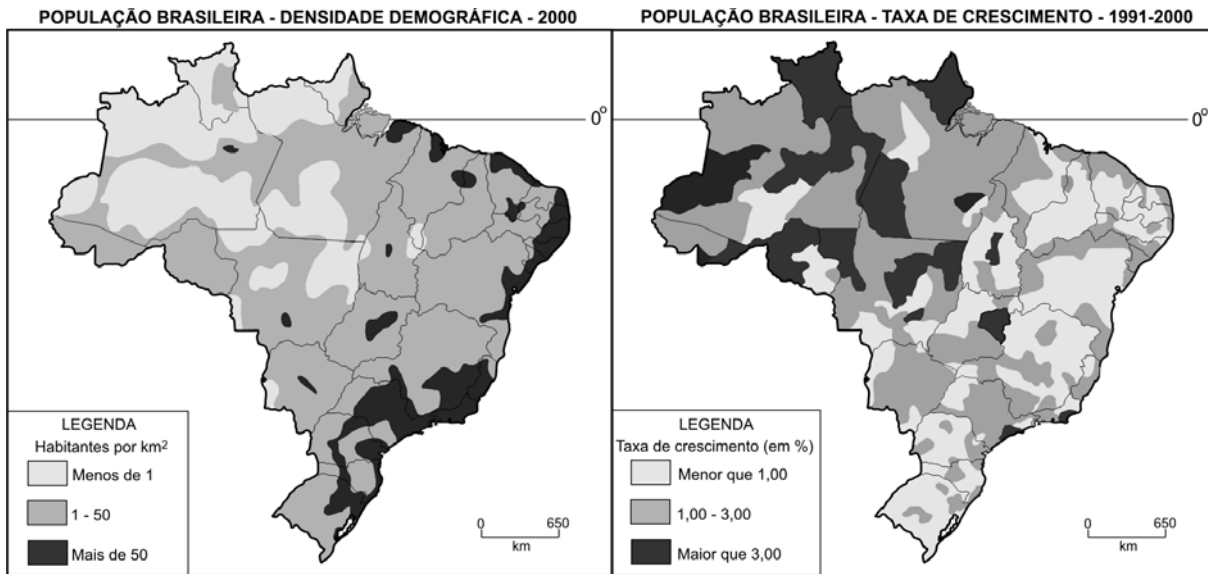 POPULAÇÃO BRASILEIRA - DENSIDADE DEMOGRÁFICA - 2000
0º
LEGENDA
Habitantes por km²
Menos de 1
1 - 50
Mais de 50
0 650
km
POPULAÇÃO BRASILEIRA - TAXA DE CRESCIMENTO - 1991-2000
0º
LEGENDA
Taxa de crescimento (em %)
Menor que 1,00
1,00 - 3,00
Maior que 3,00
0 650
km